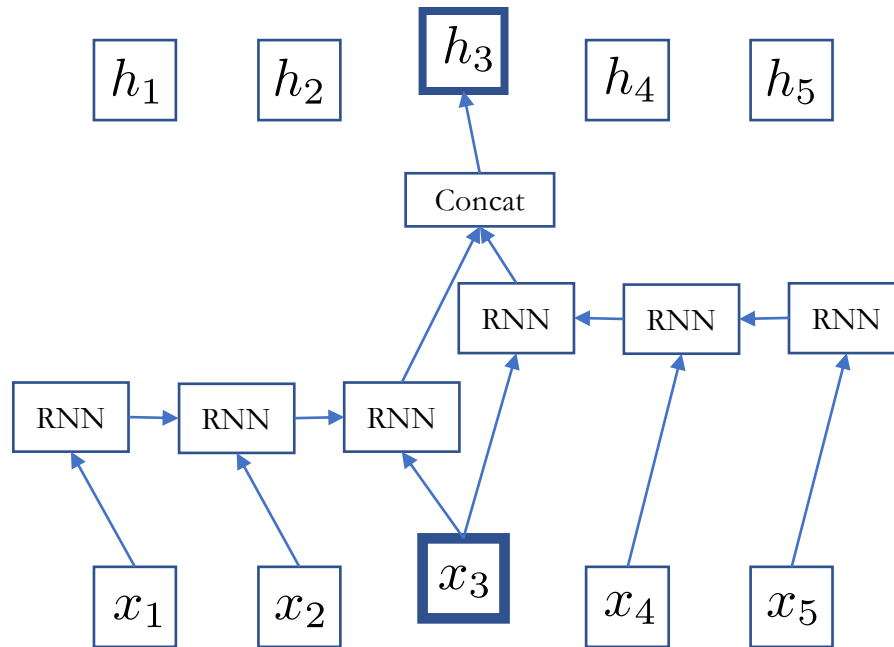 h₁ h₂ h₃ h₄ h₅
Concat
RNN RNN RNN
RNN RNN RNN
x₁ x₂ x₃ x₄ x₅